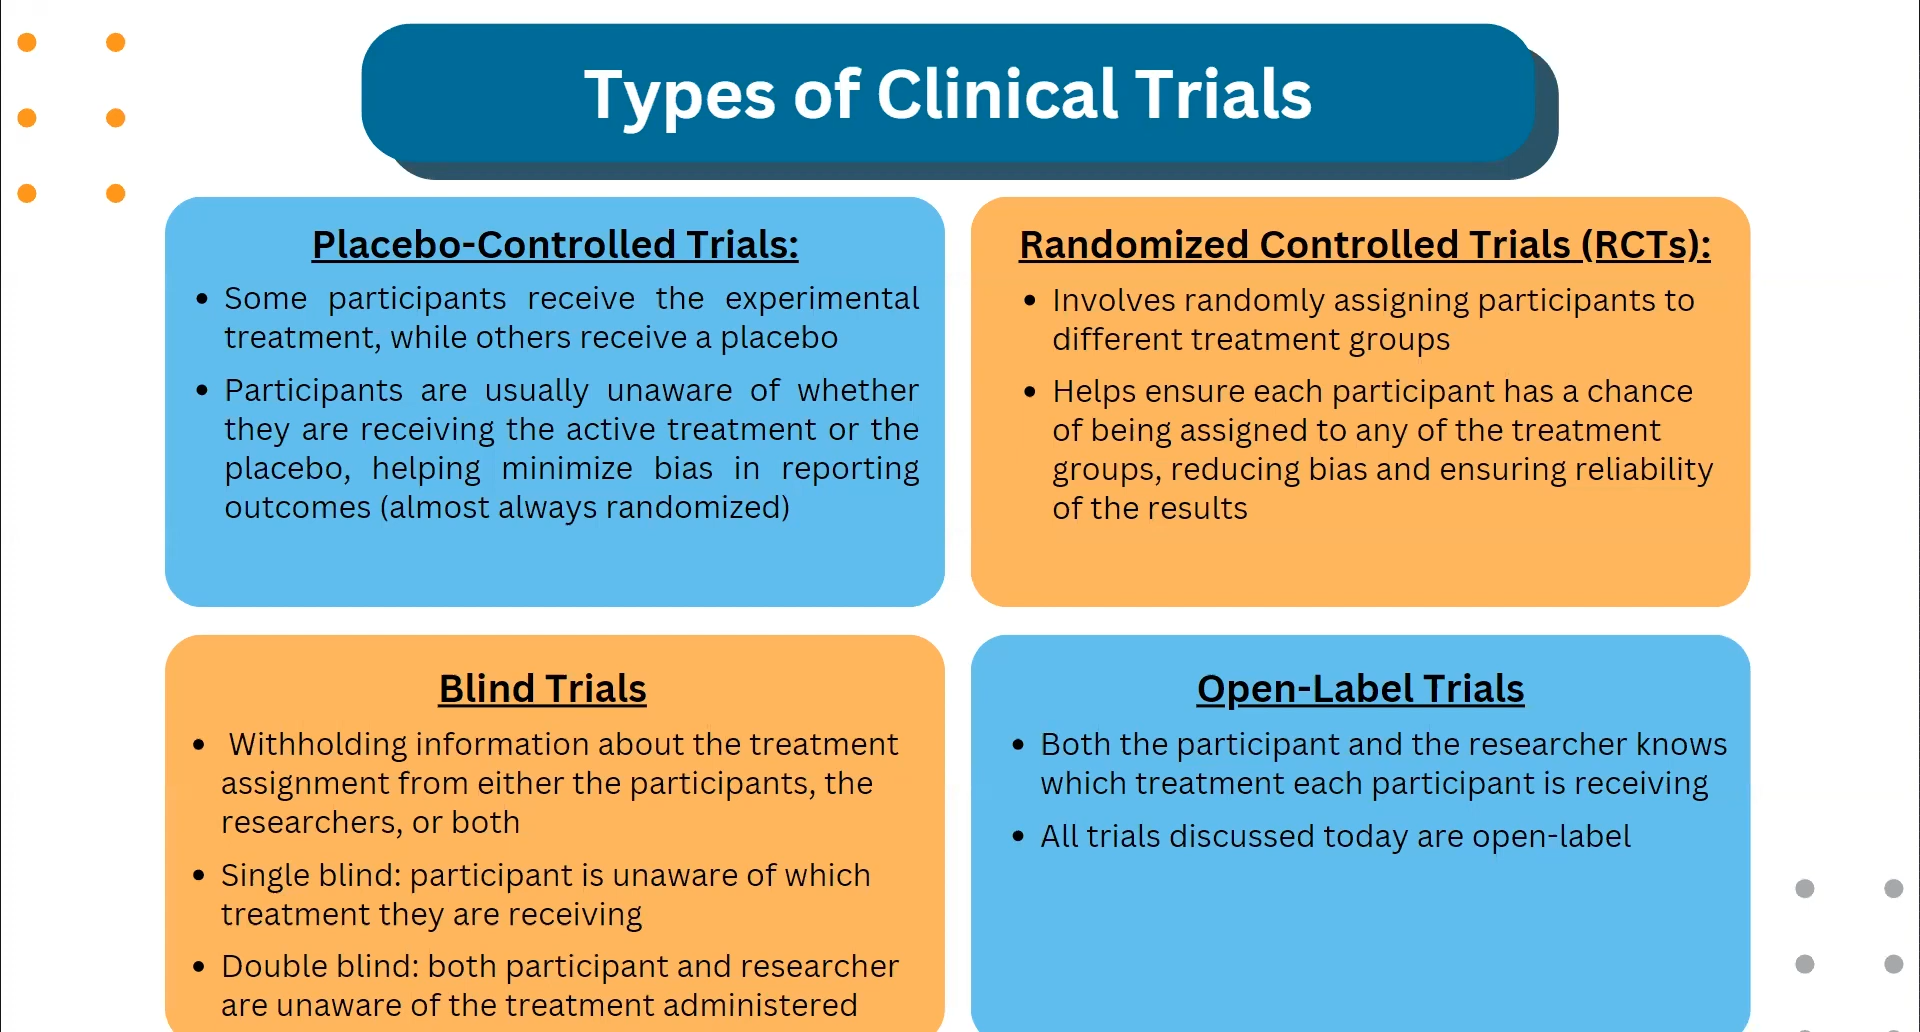 Types of Clinical Trials
Placebo-Controlled Trials:
• Some participants receive the experimental
treatment, while others receive a placebo
• Participants are usually unaware of whether
they are receiving the active treatment or the
placebo, helping minimize bias in reporting
outcomes (almost always randomized)
Randomized Controlled Trials (RCTs):
• Involves randomly assigning participants to
different treatment groups
• Helps ensure each participant has a chance
of being assigned to any of the treatment
groups, reducing bias and ensuring reliability
of the results
Blind Trials
• Withholding information about the treatment
assignment from either the participants, the
researchers, or both
• Single blind: participant is unaware of which
treatment they are receiving
• Double blind: both participant and researcher
are unaware of the treatment administered
Open-Label Trials
• Both the participant and the researcher knows
which treatment each participant is receiving
• All trials discussed today are open-label